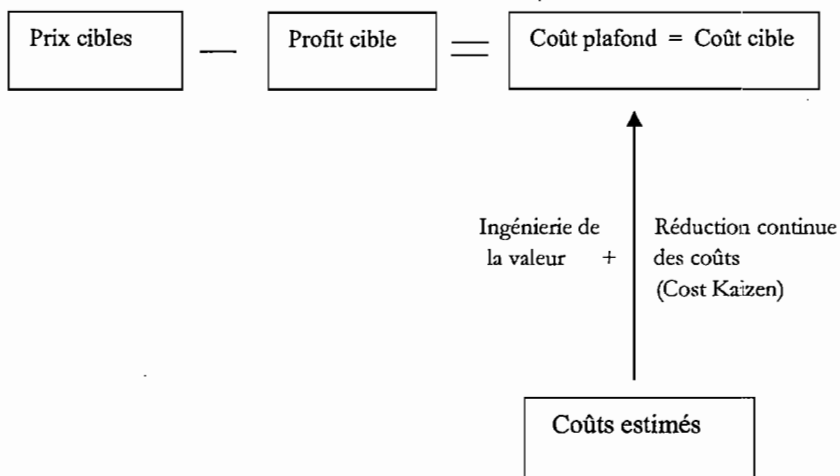 Prix cibles — Profit cible = Coût plafond = Coût cible
Ingénierie de
la valeur +
Réduction continue
des coûts
(Cost Kaizen)
Coûts estimés